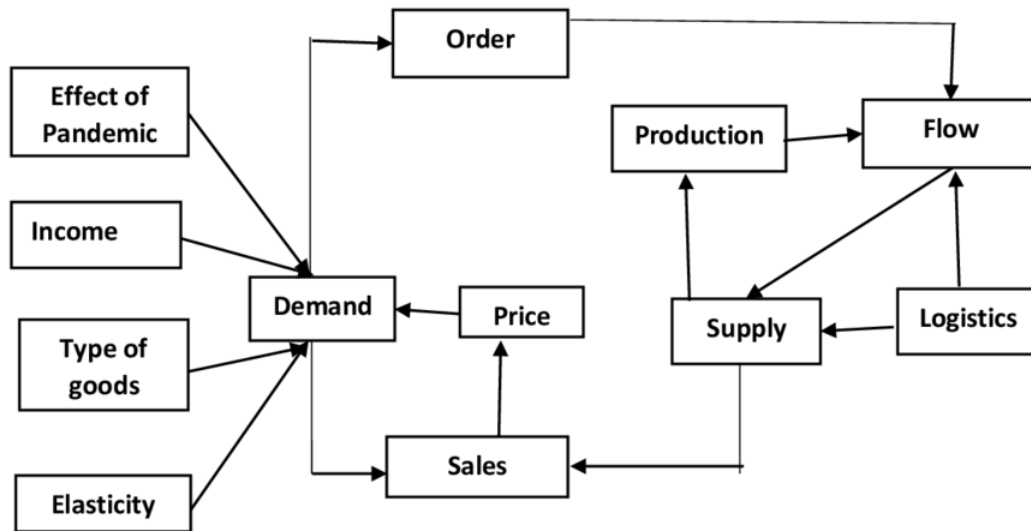 Order
Effect of
Pandemic
Production
Flow
Income
Demand
Price
Supply
Logistics
Type of
goods
Sales
Elasticity